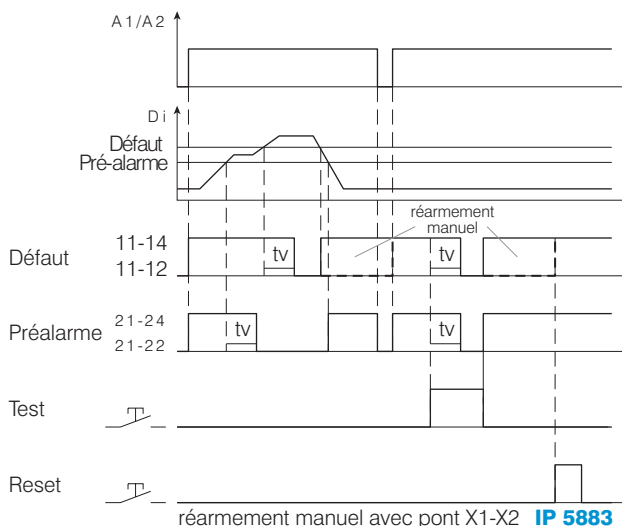 A1/A2
Di
Défaut
Pré-alarme
réarmement
manuel
Défaut
11-14
11-12
tv
tv
Préalarme
21-24
21-22
tv
tv
Test
Reset
réarmement manuel avec pont X1-X2 IP 5883